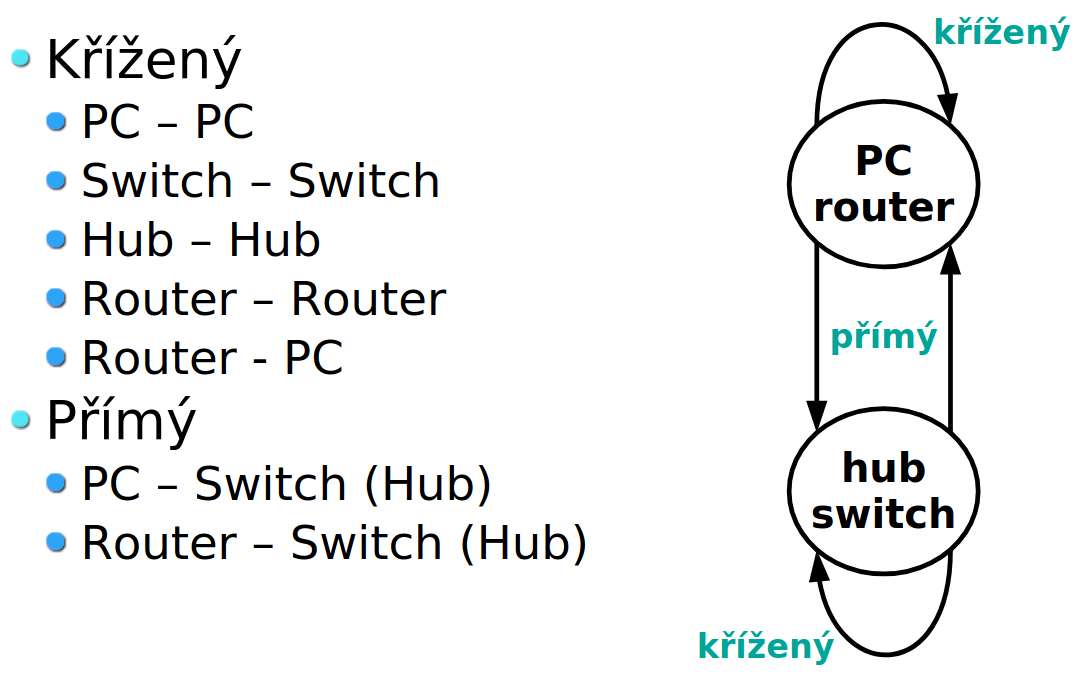 Křížený
PC – PC
Switch – Switch
Hub – Hub
Router – Router
Router - PC
Přímý
PC – Switch (Hub)
Router – Switch (Hub)
křížený
PC
router
přímý
hub
switch
křížený